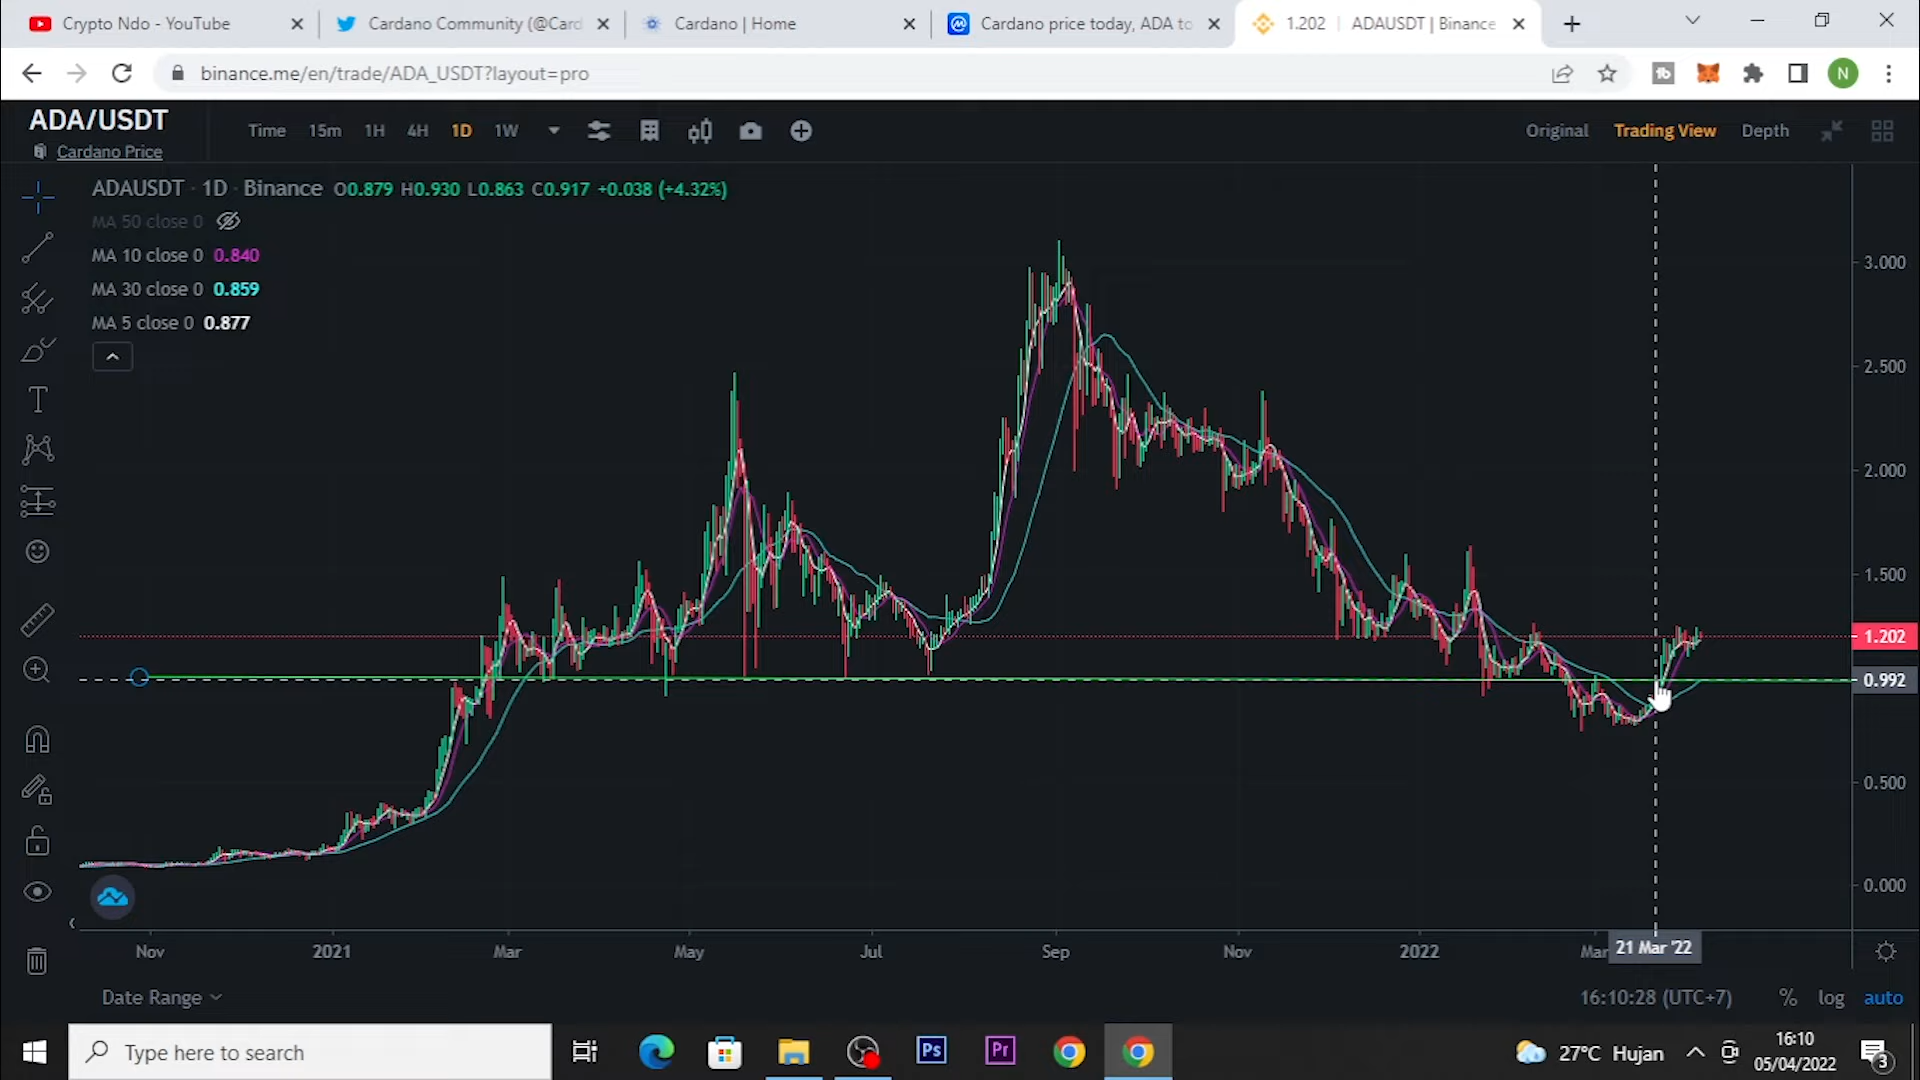 Crypto Ndo - YouTube
Cardano Community (@Card
Cardano | Home
Cardano price today, ADA to
1.202 | ADAUSDT | Binance
binance.me/en/trade/ADA_USDT?layout=pro
N
ADA/USDT
Cardano Price
Time 15m 1H 4H 1D 1W
Original Trading View Depth
ADAUSDT · 1D · Binance O0.879 H0.930 L0.863 C0.917 +0.038 (+4.32%)
MA 50 close 0
MA 10 close 0 0.840
MA 30 close 0 0.859
MA 5 close 0 0.877
3.000
2.500
2.000
1.500
1.202
0.992
0.500
0.000
Nov 2021 Mar May Jul Sep Nov 2022 Mar 21 Mar '22
Date Range
16:10:28 (UTC+7) % log auto
Type here to search
Ps
Pr
27°C Hujan
16:10
05/04/2022
3